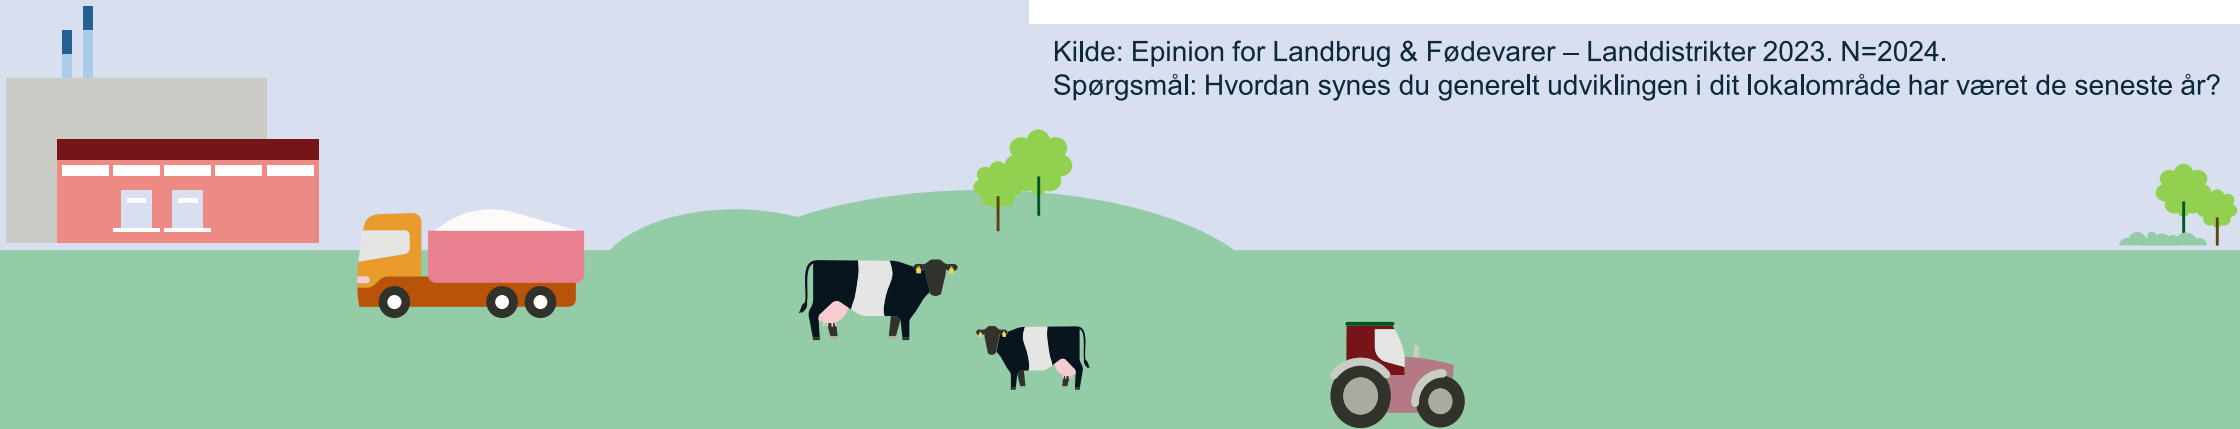 Kilde: Epinion for Landbrug & Fødevarer – Landdistrikter 2023. N=2024.
Spørgsmål: Hvordan synes du generelt udviklingen i dit lokalområde har været de seneste år?